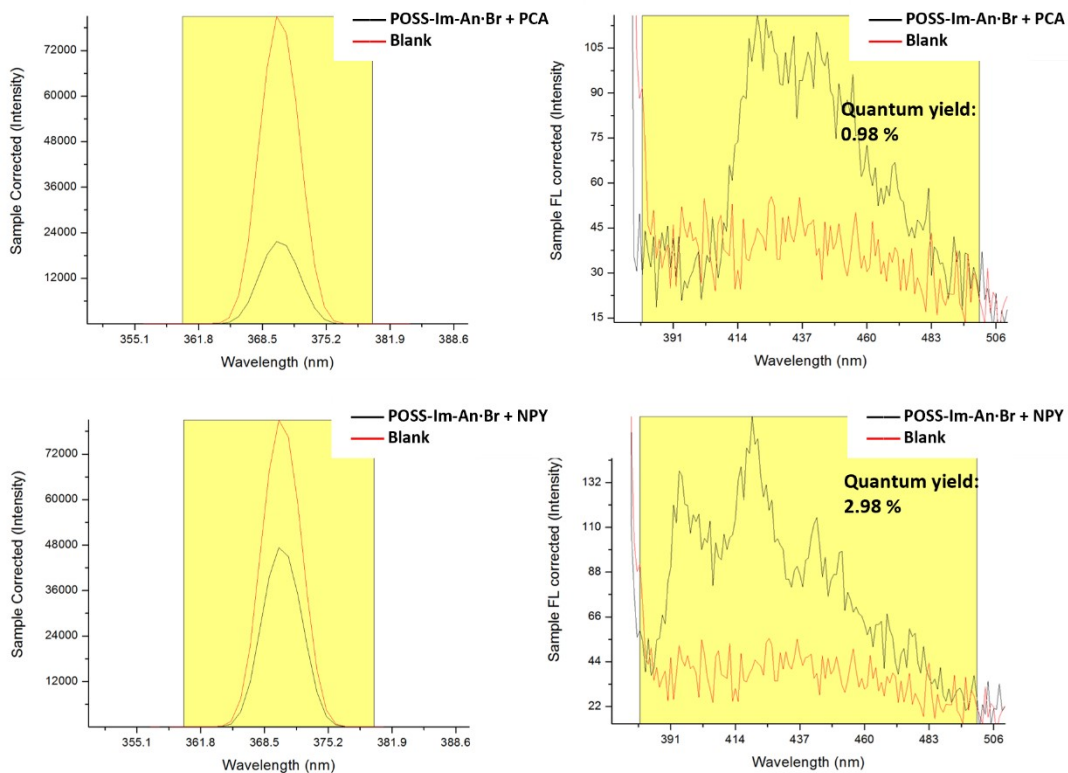 POSS-Im-An·Br + PCA
Blank
72000
60000
48000
36000
24000
12000
Sample Corrected (Intensity)
355.1 361.8 368.5 375.2 381.9 388.6
Wavelength (nm)
POSS-Im-An·Br + PCA
Blank
Quantum yield:
0.98 %
105
90
75
60
45
30
15
Sample FL corrected (Intensity)
391 414 437 460 483 506
Wavelength (nm)
POSS-Im-An·Br + NPY
Blank
72000
60000
48000
36000
24000
12000
Sample Corrected (Intensity)
355.1 361.8 368.5 375.2 381.9 388.6
Wavelength (nm)
POSS-Im-An·Br + NPY
Blank
Quantum yield:
2.98 %
132
110
88
66
44
22
Sample FL corrected (Intensity)
391 414 437 460 483 506
Wavelength (nm)